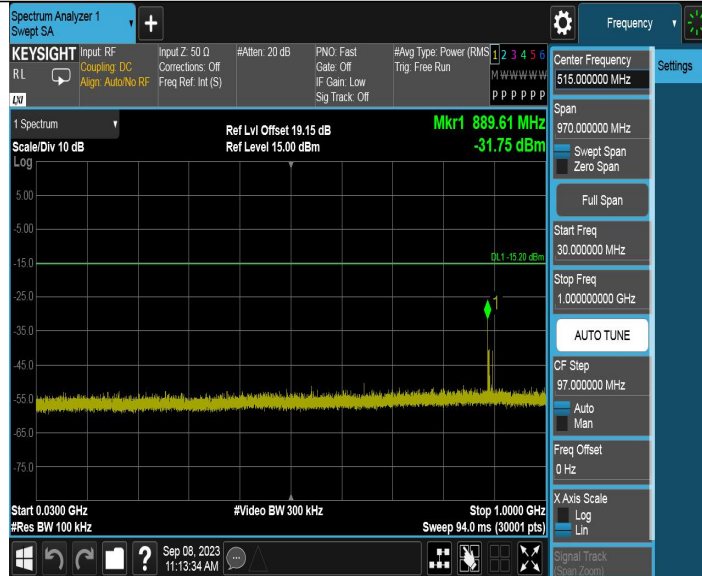 Spectrum Analyzer 1
Swept SA
Frequency
KEYSIGHT
R L
LXI
Input: RF
Coupling: DC
Align: Auto/No RF
Input Z: 50 Ω
Corrections: Off
Freq Ref: Int (S)
#Atten: 20 dB
PNO: Fast
Gate: Off
IF Gain: Low
Sig Track: Off
#Avg Type: Power (RMS
Trig: Free Run
1 2 3 4 5 6
M W W W W W
P P P P P P
1 Spectrum
Scale/Div 10 dB
Log
Ref Lvl Offset 19.15 dB
Ref Level 15.00 dBm
Mkr1 889.61 MHz
-31.75 dBm
5.00
-5.00
-15.0
-25.0
-35.0
-45.0
-55.0
-65.0
-75.0
DL1 -15.20 dBm
1
Start 0.0300 GHz
#Res BW 100 kHz
#Video BW 300 kHz
Stop 1.0000 GHz
Sweep 94.0 ms (30001 pts)
?
Sep 08, 2023
11:13:34 AM
Center Frequency
515.000000 MHz
Span
970.000000 MHz
Swept Span
Zero Span
Full Span
Start Freq
30.000000 MHz
Stop Freq
1.000000000 GHz
AUTO TUNE
CF Step
97.000000 MHz
Auto
Man
Freq Offset
0 Hz
X Axis Scale
Log
Lin
Signal Track
(Span Zoom)
Settings